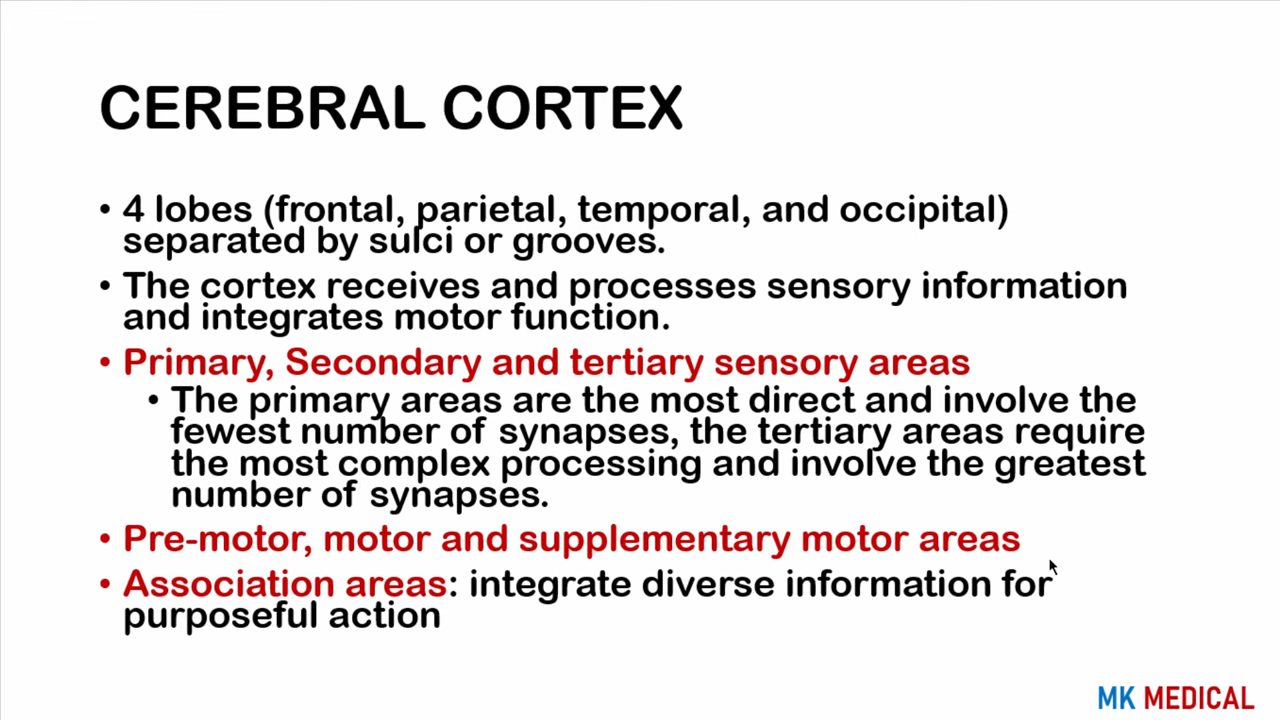 CEREBRAL CORTEX
• 4 lobes (frontal, parietal, temporal, and occipital)
separated by sulci or grooves.
• The cortex receives and processes sensory information
and integrates motor function.
• Primary, Secondary and tertiary sensory areas
• The primary areas are the most direct and involve the
fewest number of synapses, the tertiary areas require
the most complex processing and involve the greatest
number of synapses.
• Pre-motor, motor and supplementary motor areas
• Association areas: integrate diverse information for
purposeful action
MK MEDICAL